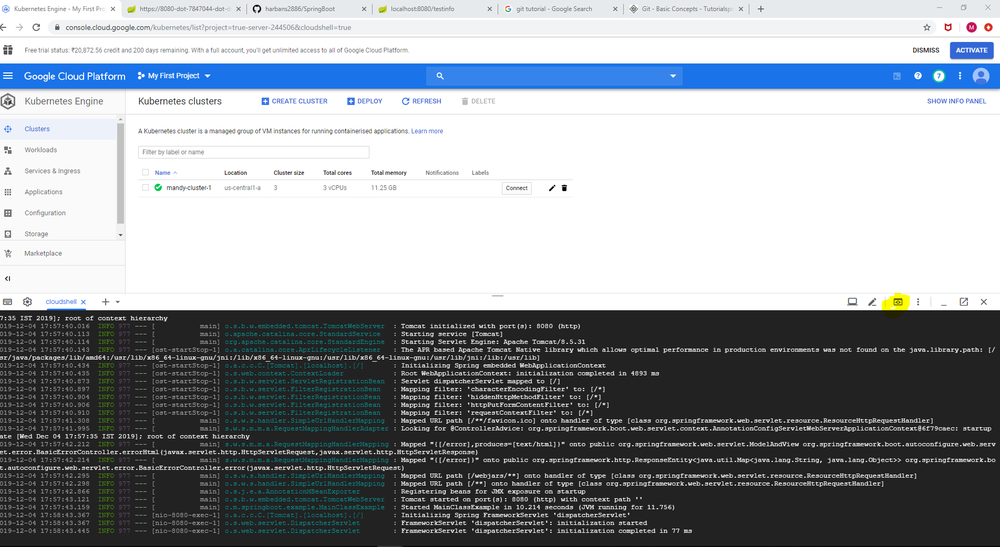 Kubernetes Engine - My First Pro
https://8080-dot-7847044-dot-d
harbans2886/SpringBoot
localhost:8080/testinfo
git tutorial - Google Search
Git - Basic Concepts - Tutorialspo
console.cloud.google.com/kubernetes/list?project=true-server-244506&cloudshell=true
M
Free trial status: ₹20,872.56 credit and 200 days remaining. With a full account, you'll get unlimited access to all of Google Cloud Platform.
DISMISS
ACTIVATE
Google Cloud Platform
My First Project
7
Kubernetes Engine
Kubernetes clusters
CREATE CLUSTER
DEPLOY
REFRESH
DELETE
SHOW INFO PANEL
Clusters
Workloads
Services & Ingress
Applications
Configuration
Storage
Marketplace
A Kubernetes cluster is a managed group of VM instances for running containerised applications. Learn more
Filter by label or name
Name Location Cluster size Total cores Total memory Notifications Labels
mandy-cluster-1 us-central1-a 3 3 vCPUs 11.25 GB Connect
cloudshell
7:35 IST 2019]; root of context hierarchy
019-12-04 17:57:40.016 INFO 977 --- [ main] o.s.b.w.embedded.tomcat.TomcatWebServer : Tomcat initialized with port(s): 8080 (http)
019-12-04 17:57:40.113 INFO 977 --- [ main] o.apache.catalina.core.StandardService : Starting service [Tomcat]
019-12-04 17:57:40.114 INFO 977 --- [ main] org.apache.catalina.core.StandardEngine : Starting Servlet Engine: Apache Tomcat/8.5.31
019-12-04 17:57:40.143 INFO 977 --- [ost-startStop-1] o.a.catalina.core.AprLifecycleListener : The APR based Apache Tomcat Native library which allows optimal performance in production environments was not found on the java.library.path: [/
sr/java/packages/lib/amd64:/usr/lib/x86_64-linux-gnu/jni:/lib/x86_64-linux-gnu:/usr/lib/x86_64-linux-gnu:/usr/lib/jni:/lib:/usr/lib]
019-12-04 17:57:40.434 INFO 977 --- [ost-startStop-1] o.a.c.c.C.[Tomcat].[localhost].[/] : Initializing Spring embedded WebApplicationContext
019-12-04 17:57:40.435 INFO 977 --- [ost-startStop-1] o.s.web.context.ContextLoader : Root WebApplicationContext: initialization completed in 4893 ms
019-12-04 17:57:40.873 INFO 977 --- [ost-startStop-1] o.s.b.w.servlet.ServletRegistrationBean : Servlet dispatcherServlet mapped to [/]
019-12-04 17:57:40.897 INFO 977 --- [ost-startStop-1] o.s.b.w.servlet.FilterRegistrationBean : Mapping filter: 'characterEncodingFilter' to: [/*]
019-12-04 17:57:40.904 INFO 977 --- [ost-startStop-1] o.s.b.w.servlet.FilterRegistrationBean : Mapping filter: 'hiddenHttpMethodFilter' to: [/*]
019-12-04 17:57:40.906 INFO 977 --- [ost-startStop-1] o.s.b.w.servlet.FilterRegistrationBean : Mapping filter: 'httpPutFormContentFilter' to: [/*]
019-12-04 17:57:40.910 INFO 977 --- [ost-startStop-1] o.s.b.w.servlet.FilterRegistrationBean : Mapping filter: 'requestContextFilter' to: [/*]
019-12-04 17:57:41.308 INFO 977 --- [ main] o.s.w.s.handler.SimpleUrlHandlerMapping : Mapped URL path [/**/favicon.ico] onto handler of type [class org.springframework.web.servlet.resource.ResourceHttpRequestHandler]
019-12-04 17:57:41.995 INFO 977 --- [ main] s.w.s.m.m.a.RequestMappingHandlerAdapter : Looking for @ControllerAdvice: org.springframework.boot.web.servlet.context.AnnotationConfigServletWebServerApplicationContext@6f79caec: startup
ate [Wed Dec 04 17:57:35 IST 2019]; root of context hierarchy
019-12-04 17:57:42.212 INFO 977 --- [ main] s.w.s.m.m.a.RequestMappingHandlerMapping : Mapped "{[/error],produces=[text/html]}" onto public org.springframework.web.servlet.ModelAndView org.springframework.boot.autoconfigure.web.serv
et.error.BasicErrorController.errorHtml(javax.servlet.http.HttpServletRequest,javax.servlet.http.HttpServletResponse)
019-12-04 17:57:42.214 INFO 977 --- [ main] s.w.s.m.m.a.RequestMappingHandlerMapping : Mapped "{[/error]}" onto public org.springframework.http.ResponseEntity<java.util.Map<java.lang.String, java.lang.Object>> org.springframework.bo
t.autoconfigure.web.servlet.error.BasicErrorController.error(javax.servlet.http.HttpServletRequest)
019-12-04 17:57:42.295 INFO 977 --- [ main] o.s.w.s.handler.SimpleUrlHandlerMapping : Mapped URL path [/webjars/**] onto handler of type [class org.springframework.web.servlet.resource.ResourceHttpRequestHandler]
019-12-04 17:57:42.298 INFO 977 --- [ main] o.s.w.s.handler.SimpleUrlHandlerMapping : Mapped URL path [/**] onto handler of type [class org.springframework.web.servlet.resource.ResourceHttpRequestHandler]
019-12-04 17:57:42.866 INFO 977 --- [ main] o.s.j.e.a.AnnotationMBeanExporter : Registering beans for JMX exposure on startup
019-12-04 17:57:43.121 INFO 977 --- [ main] o.s.b.w.embedded.tomcat.TomcatWebServer : Tomcat started on port(s): 8080 (http) with context path ''
019-12-04 17:57:43.159 INFO 977 --- [ main] c.m.springboot.example.MainClassExample : Started MainClassExample in 10.214 seconds (JVM running for 11.756)
019-12-04 17:58:43.367 INFO 977 --- [nio-8080-exec-1] o.a.c.c.C.[Tomcat].[localhost].[/] : Initializing Spring FrameworkServlet 'dispatcherServlet'
019-12-04 17:58:43.367 INFO 977 --- [nio-8080-exec-1] o.s.web.servlet.DispatcherServlet : FrameworkServlet 'dispatcherServlet': initialization started
019-12-04 17:58:43.445 INFO 977 --- [nio-8080-exec-1] o.s.web.servlet.DispatcherServlet : FrameworkServlet 'dispatcherServlet': initialization completed in 77 ms